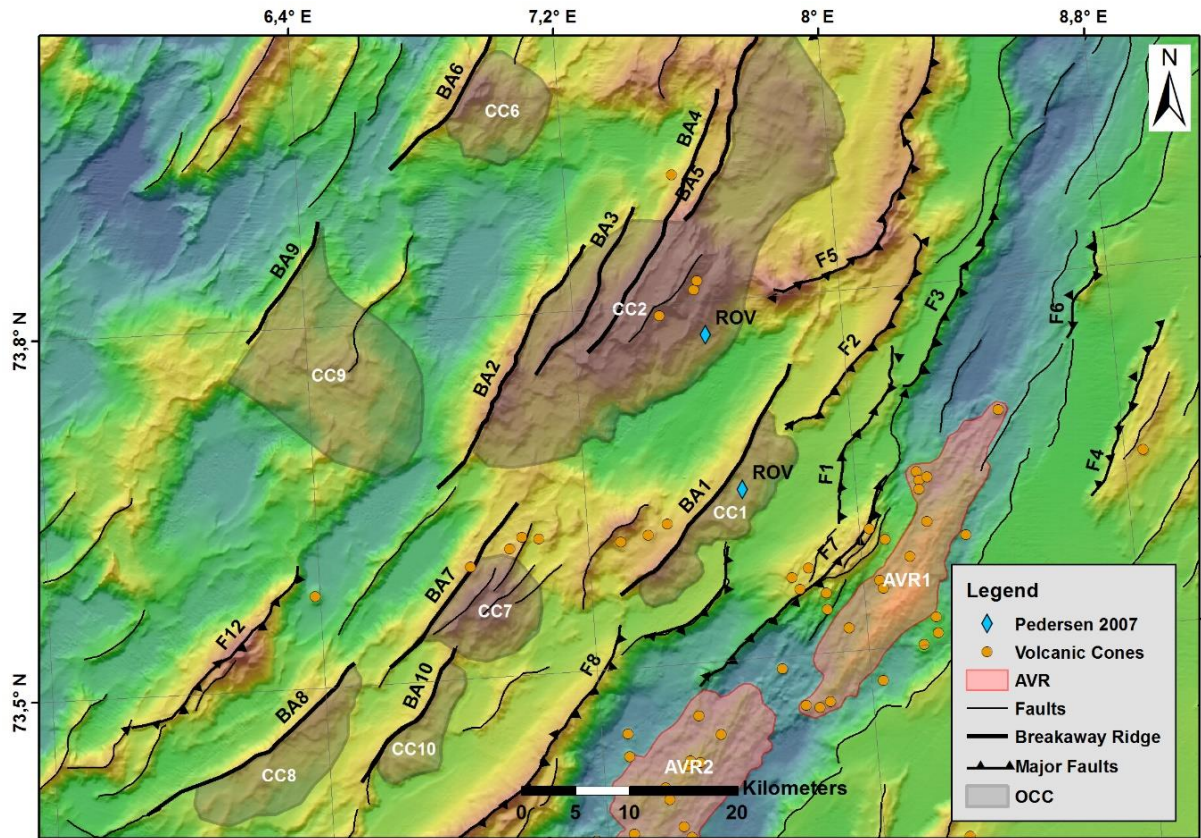 6,4° E
7,2° E
8° E
8,8° E
N
BA6
CC6
BA4
BA5
BA3
BA9
F5
F3
F6
CC2
ROV
73,8° N
F2
BA2
CC9
F4
BA1
ROV
F1
CC1
F7
AVR1
BA7
CC7
F12
F8
BA10
73,5° N
BA8
CC10
CC8
AVR2
Kilometers
0 5 10 20
Legend
Pedersen 2007
Volcanic Cones
AVR
Faults
Breakaway Ridge
Major Faults
OCC